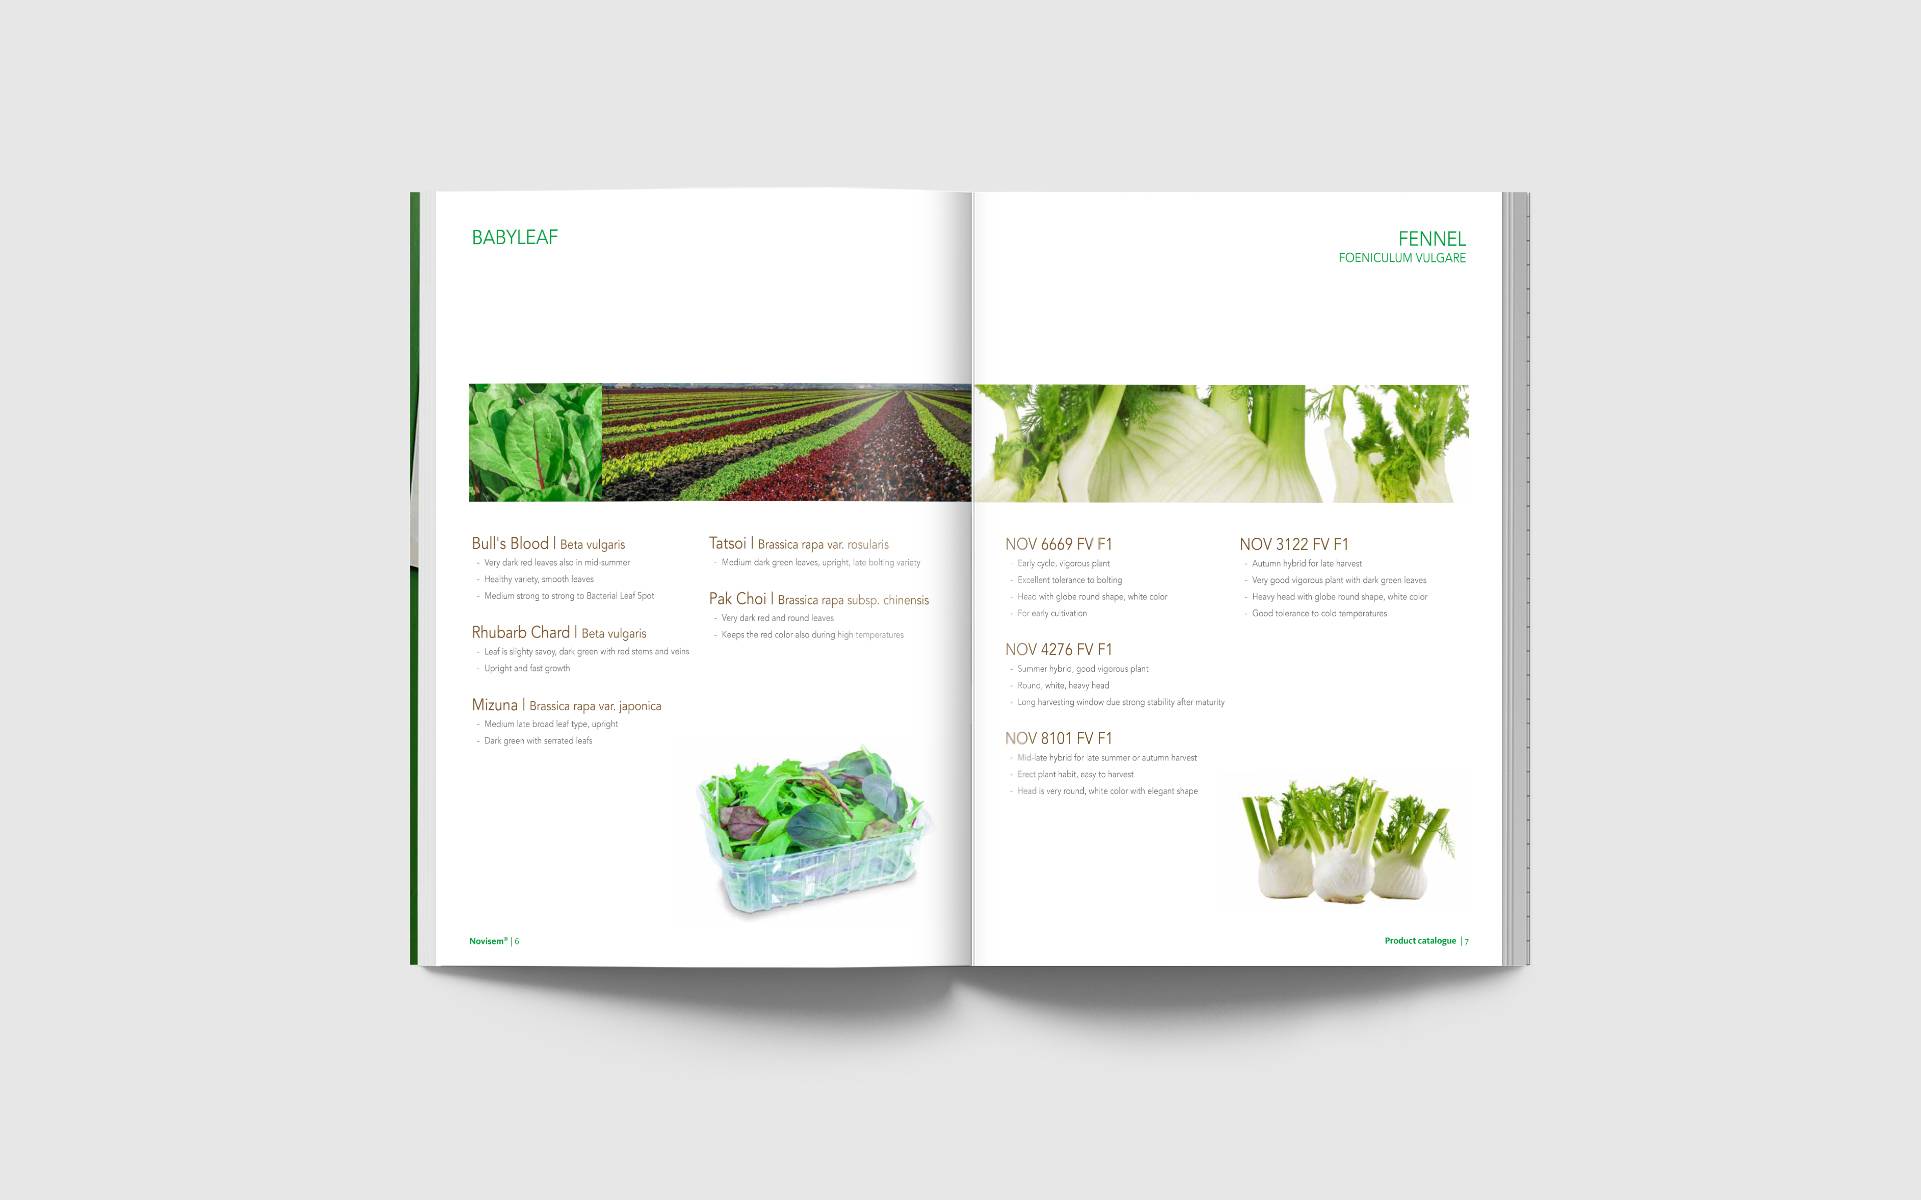 BABYLEAF
Bull's Blood | Beta vulgaris
- Very dark red leaves also in mid-summer
- Healthy variety, smooth leaves
- Medium strong to strong to Bacterial Leaf Spot
Rhubarb Chard | Beta vulgaris
- Leaf is slighty savoy, dark green with red stems and veins
- Upright and fast growth
Mizuna | Brassica rapa var. japonica
- Medium late broad leaf type, upright
- Dark green with serrated leafs
Tatsoi | Brassica rapa var. rosularis
- Medium dark green leaves, upright, late bolting variety
Pak Choi | Brassica rapa subsp. chinensis
- Very dark red and round leaves
- Keeps the red color also during high temperatures
Novisem® | 6
FENNEL
FOENICULUM VULGARE
NOV 6669 FV F1
- Early cycle, vigorous plant
- Excellent tolerance to bolting
- Head with globe round shape, white color
- For early cultivation
NOV 4276 FV F1
- Summer hybrid, good vigorous plant
- Round, white, heavy head
- Long harvesting window due strong stability after maturity
NOV 8101 FV F1
- Mid-late hybrid for late summer or autumn harvest
- Erect plant habit, easy to harvest
- Head is very round, white color with elegant shape
NOV 3122 FV F1
- Autumn hybrid for late harvest
- Very good vigorous plant with dark green leaves
- Heavy head with globe round shape, white color
- Good tolerance to cold temperatures
Product catalogue | 7